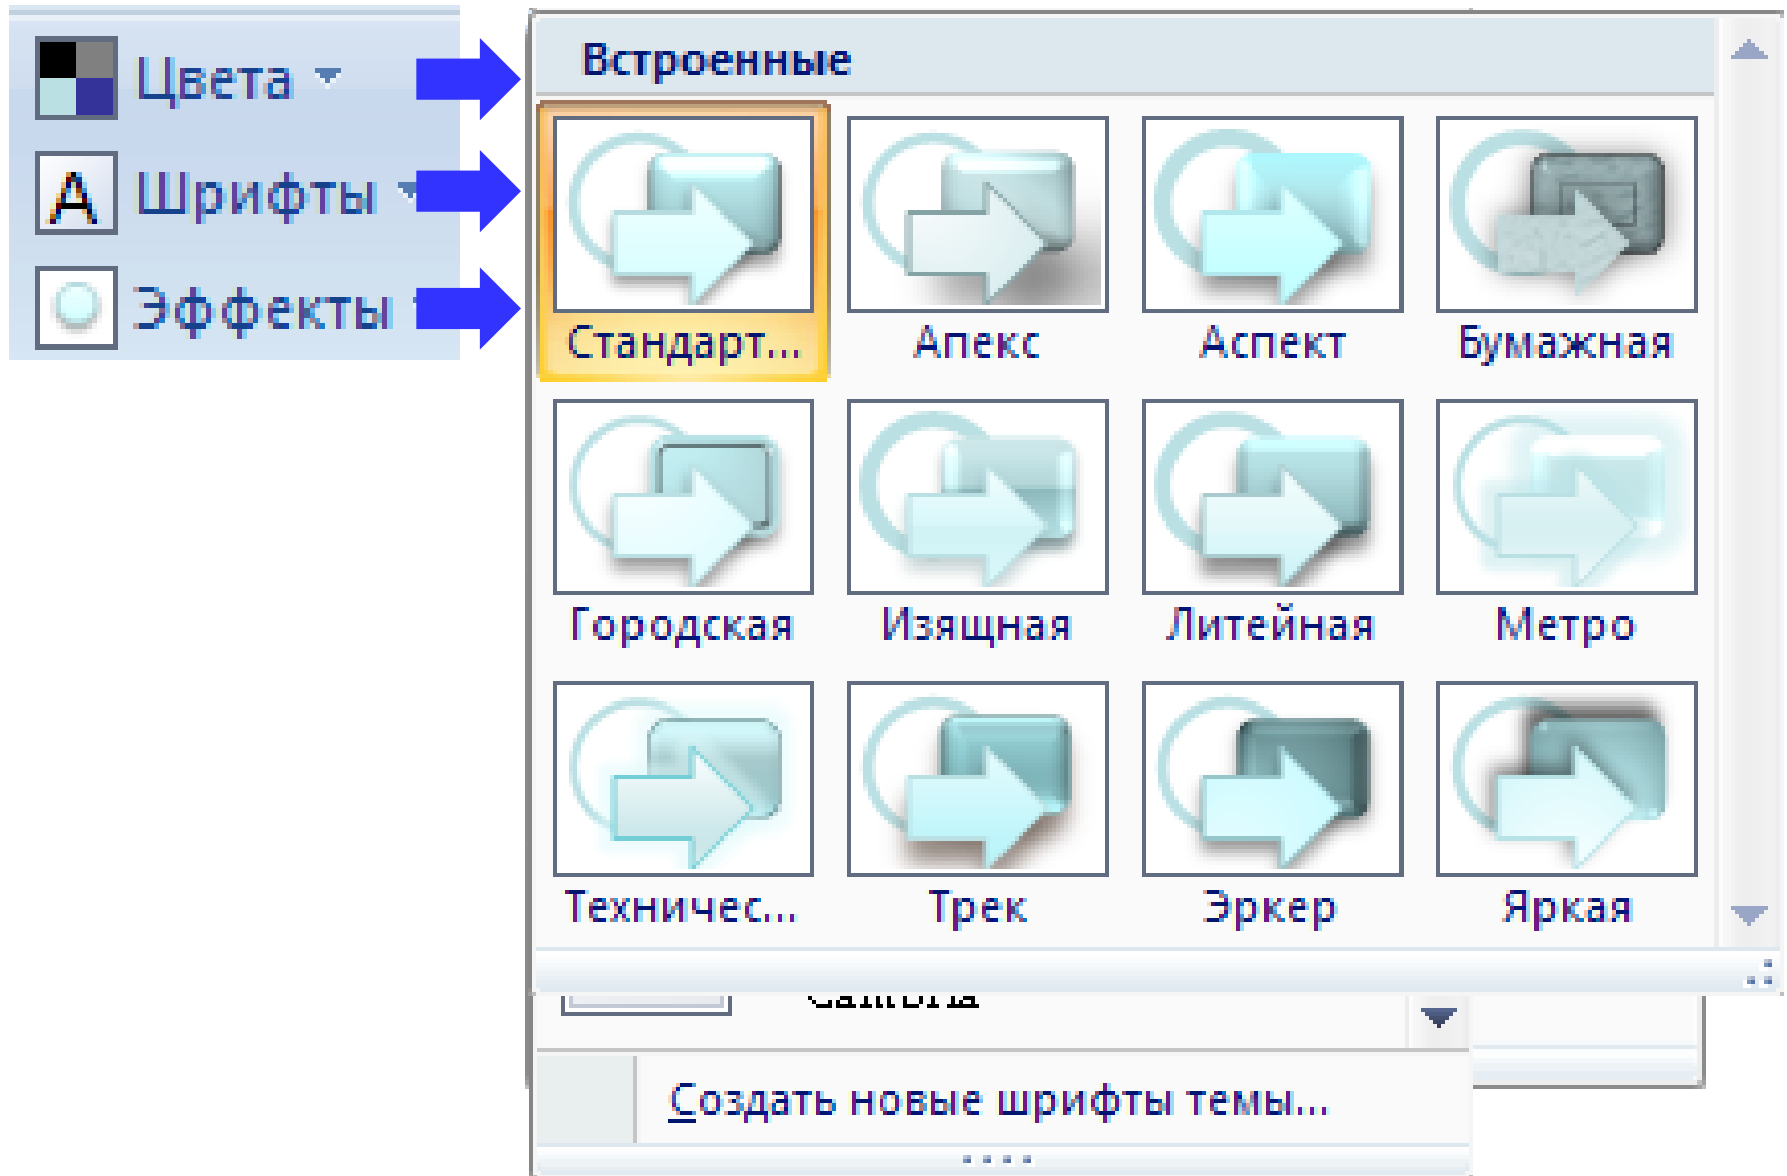 Цвета
Шрифты
Эффекты
Встроенные
Стандарт... Апекс Аспект Бумажная
Городская Изящная Литейная Метро
Техничес... Трек Эркер Яркая
Cambria
Создать новые шрифты темы...